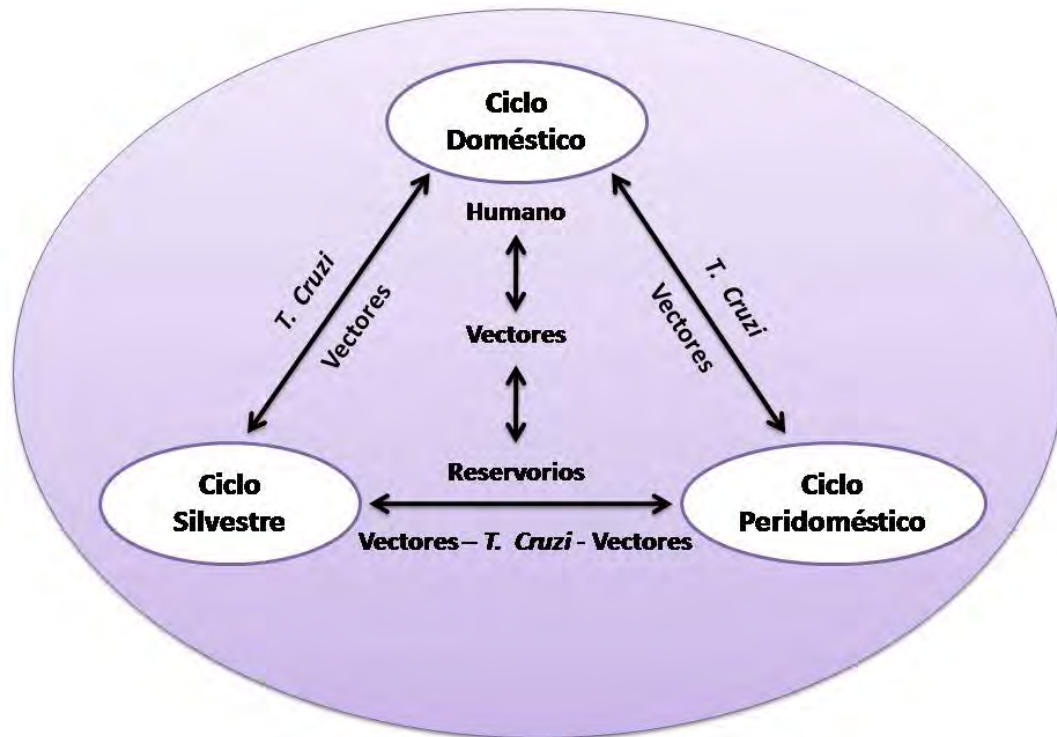 Ciclo
Doméstico
Humano
T. Cruzi
Vectores
T. Cruzi
Vectores
Vectores
Reservorios
Ciclo
Silvestre
Ciclo
Peridoméstico
Vectores – T. Cruzi - Vectores